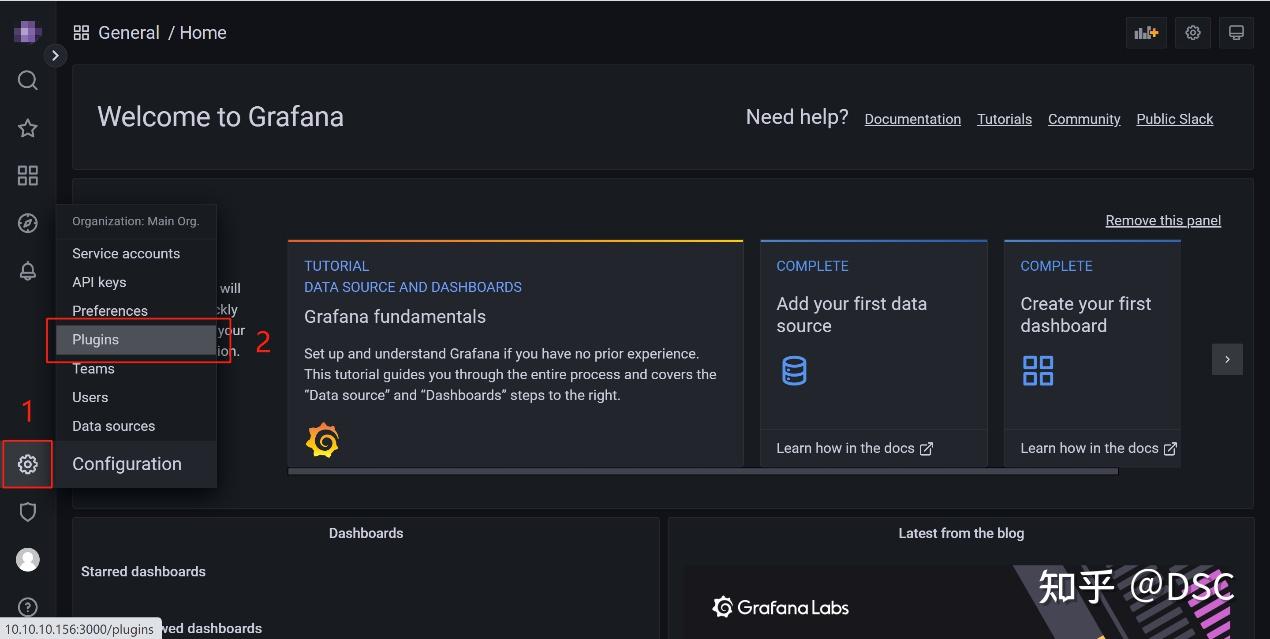 General / Home
Welcome to Grafana
Need help? Documentation Tutorials Community Public Slack
Remove this panel
Organization: Main Org.
Service accounts
API keys
Preferences
Plugins
Teams
Users
Data sources
Configuration
1
2
will
ckly
your
ion.
TUTORIAL
DATA SOURCE AND DASHBOARDS
Grafana fundamentals
Set up and understand Grafana if you have no prior experience.
This tutorial guides you through the entire process and covers the
“Data source” and “Dashboards” steps to the right.
COMPLETE
Add your first data
source
Learn how in the docs
COMPLETE
Create your first
dashboard
Learn how in the docs
Dashboards
Starred dashboards
wed dashboards
Latest from the blog
Grafana Labs
知乎 @DSC
10.10.10.156:3000/plugins